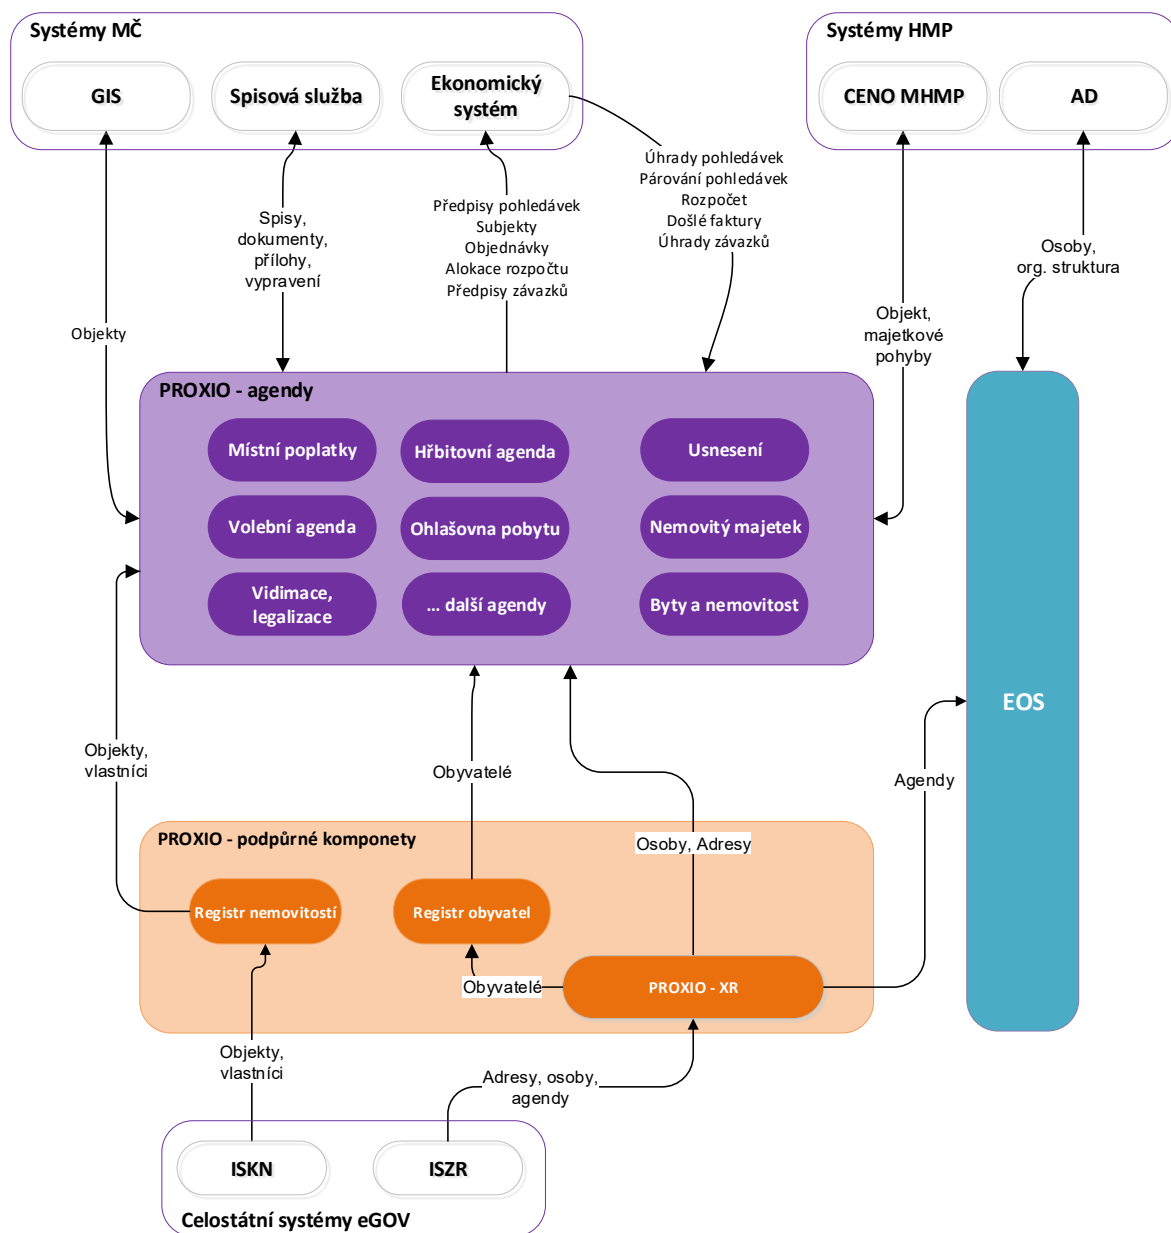 Systémy MČ
GIS
Spisová služba
Ekonomický
systém
Systémy HMP
CENO MHMP
AD
Úhrady pohledávek
Párování pohledávek
Rozpočet
Došlé faktury
Úhrady závazků
Předpisy pohledávek
Subjekty
Objednávky
Alokace rozpočtu
Předpisy závazků
Spisy,
dokumenty,
přílohy,
vypravení
Osoby,
org. struktura
Objekty
Objekt,
majetkové
pohyby
PROXIO - agendy
Místní poplatky
Hřbitovní agenda
Usnesení
Volební agenda
Ohlašovna pobytu
Nemovitý majetek
Vidimace,
legalizace
... další agendy
Byty a nemovitost
EOS
Objekty,
vlastníci
Obyvatelé
Agendy
PROXIO - podpůrné komponety
Osoby, Adresy
Registr nemovitostí
Registr obyvatel
Obyvatelé
PROXIO - XR
Objekty,
vlastníci
Adresy, osoby,
agendy
ISKN
ISZR
Celostátní systémy eGOV